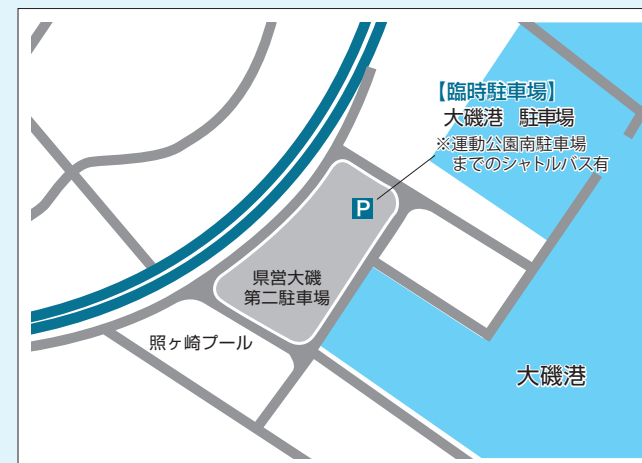 【臨時駐車場】
大磯港　駐車場
※運動公園南駐車場
までのシャトルバス有
P
県営大磯
第二駐車場
照ヶ崎プール
大磯港